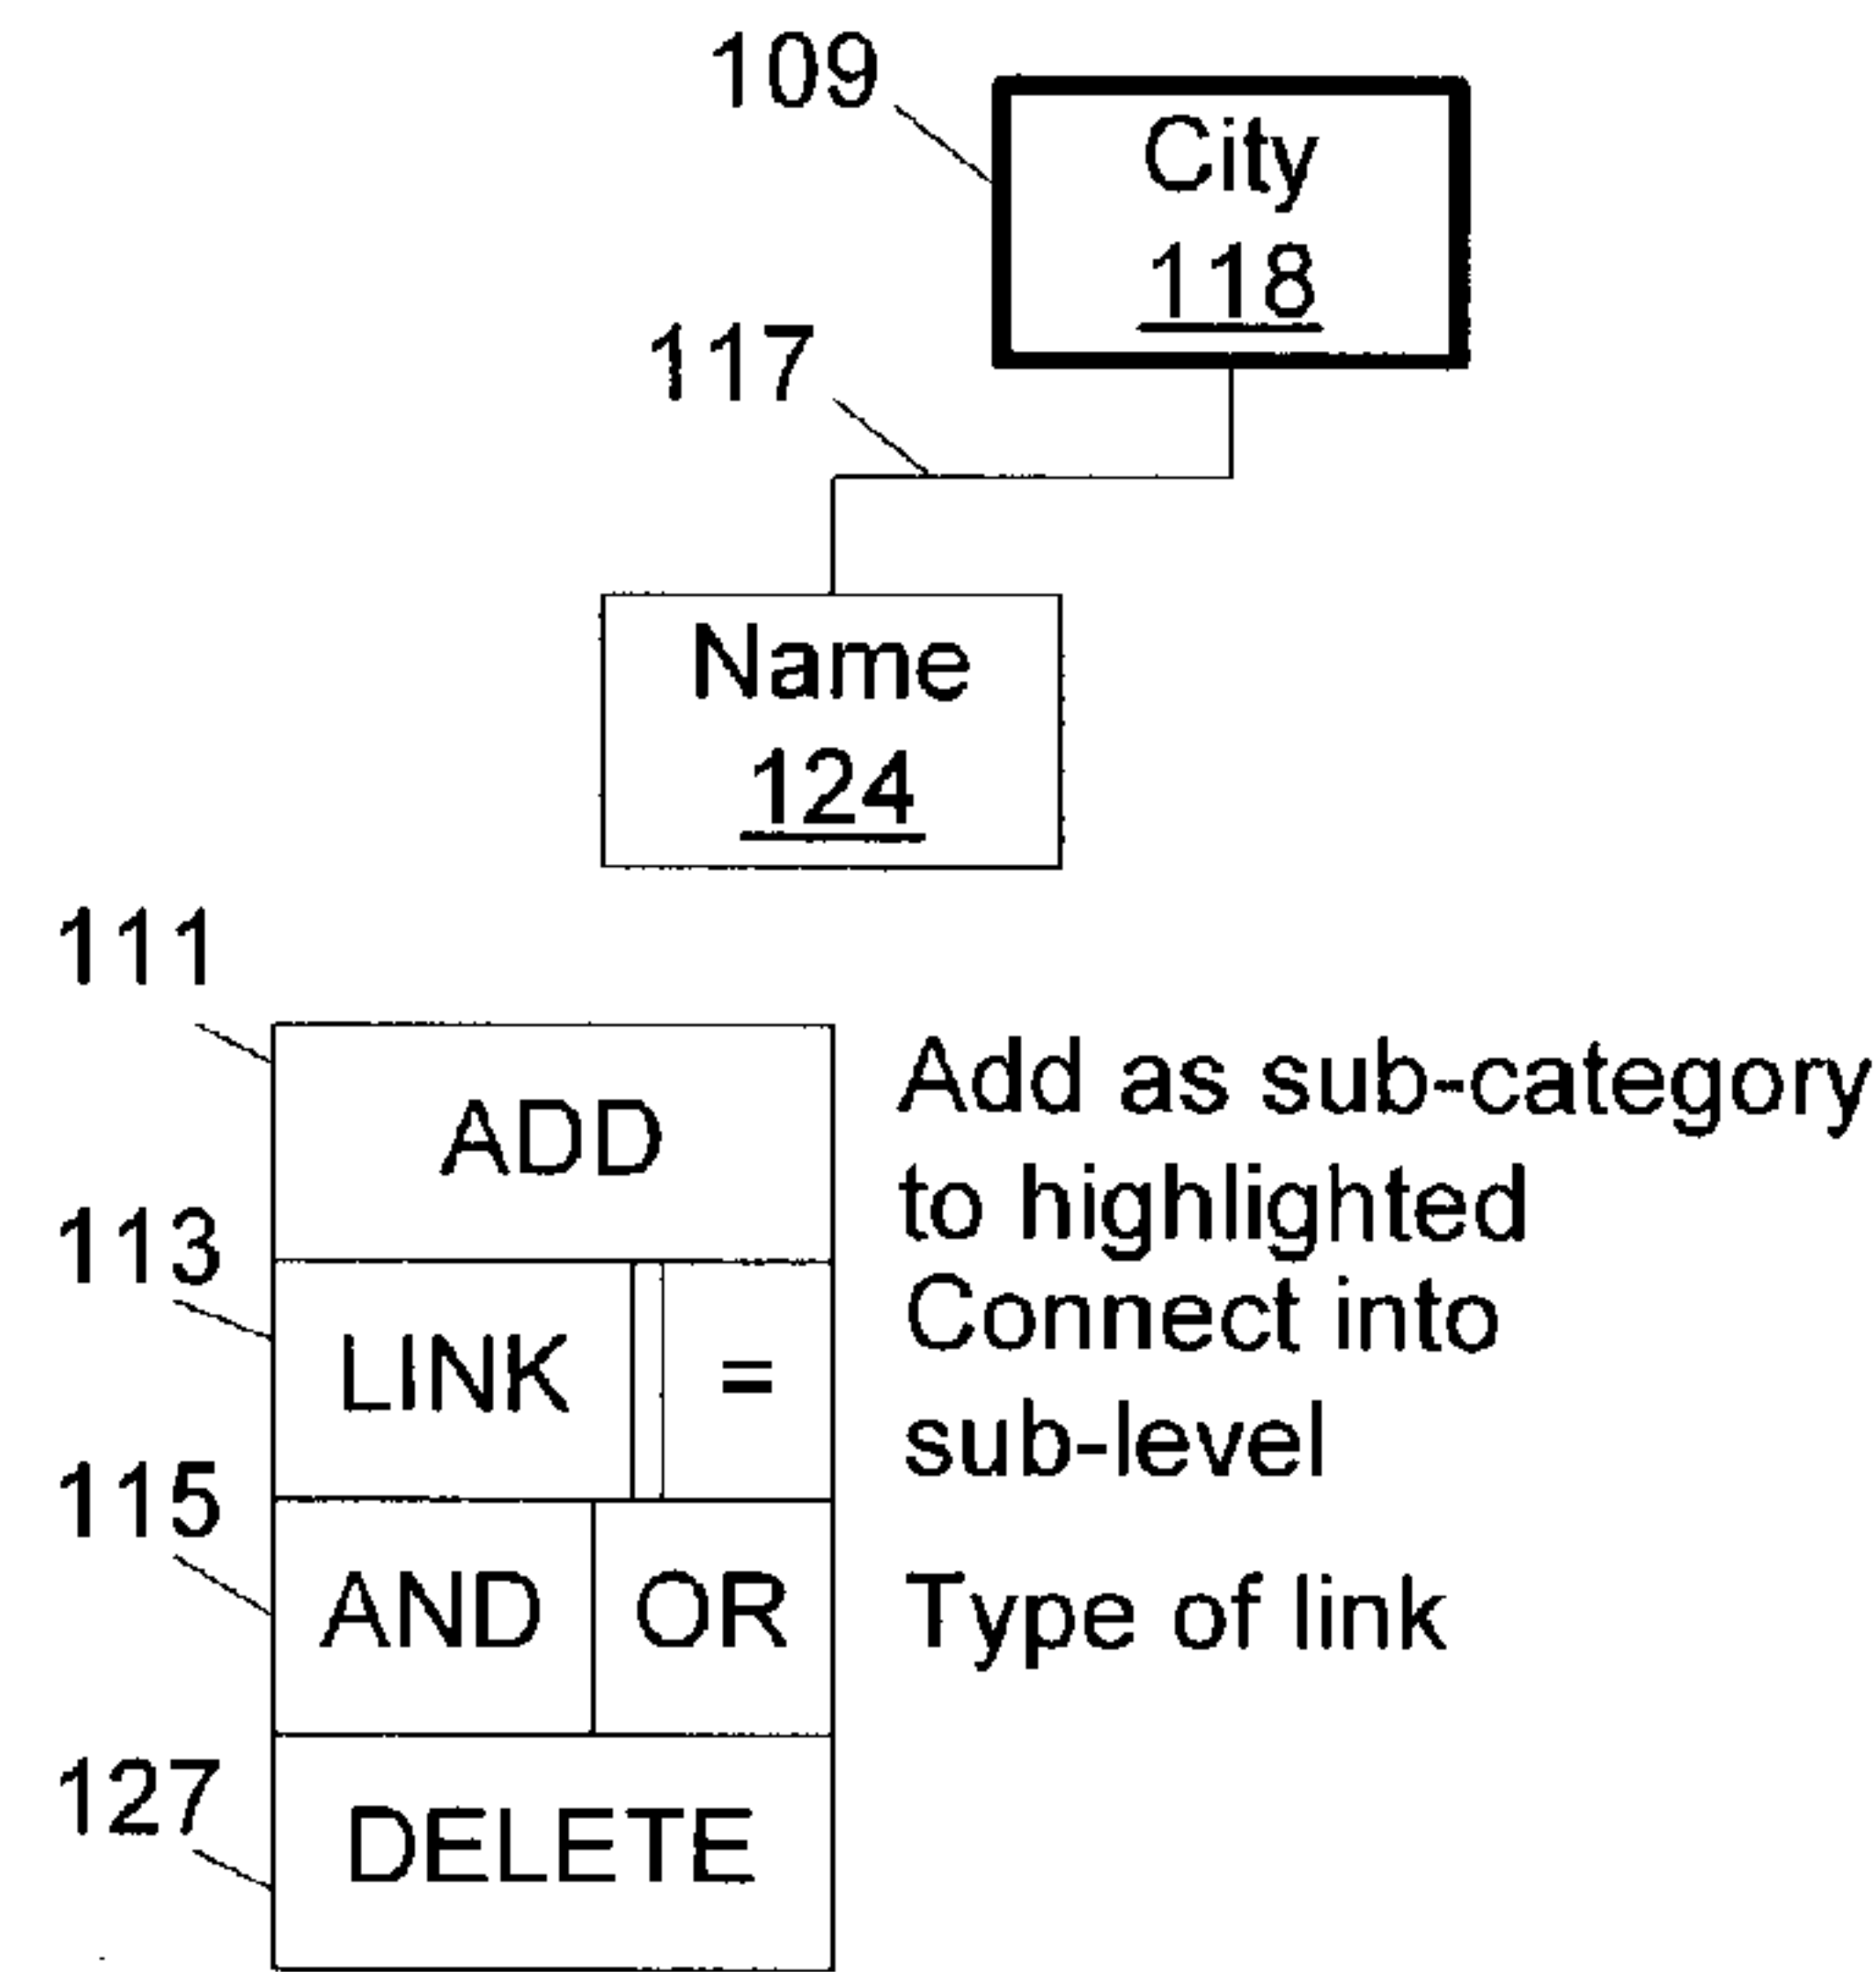 109
City
118
117
Name
124
111
ADD
Add as sub-category
to highlighted
113
LINK =
Connect into
sub-level
115
AND OR
Type of link
127
DELETE